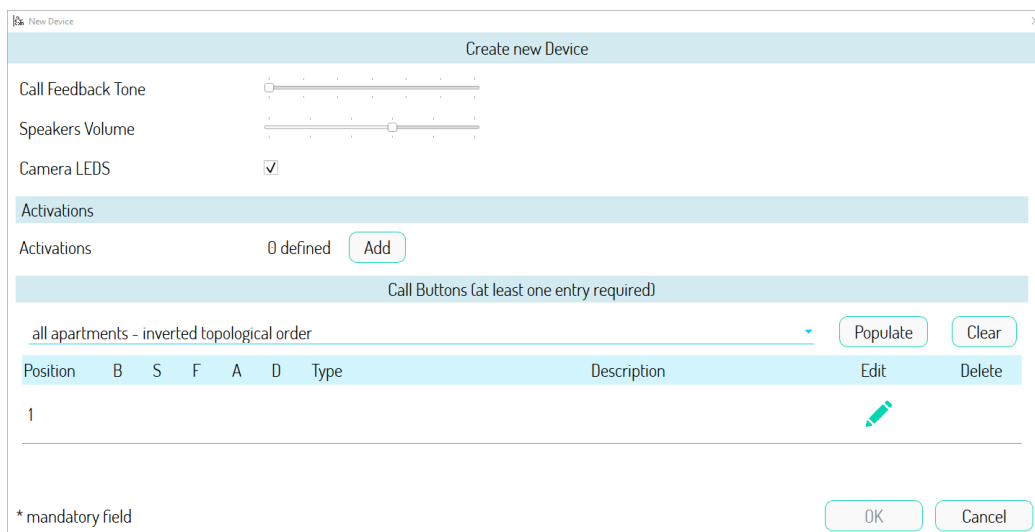 New Device
Create new Device
Call Feedback Tone
Speakers Volume
Camera LEDS
Activations
Activations 0 defined Add
Call Buttons (at least one entry required)
all apartments - inverted topological order Populate Clear
Position B S F A D Type Description Edit Delete
1
* mandatory field OK Cancel